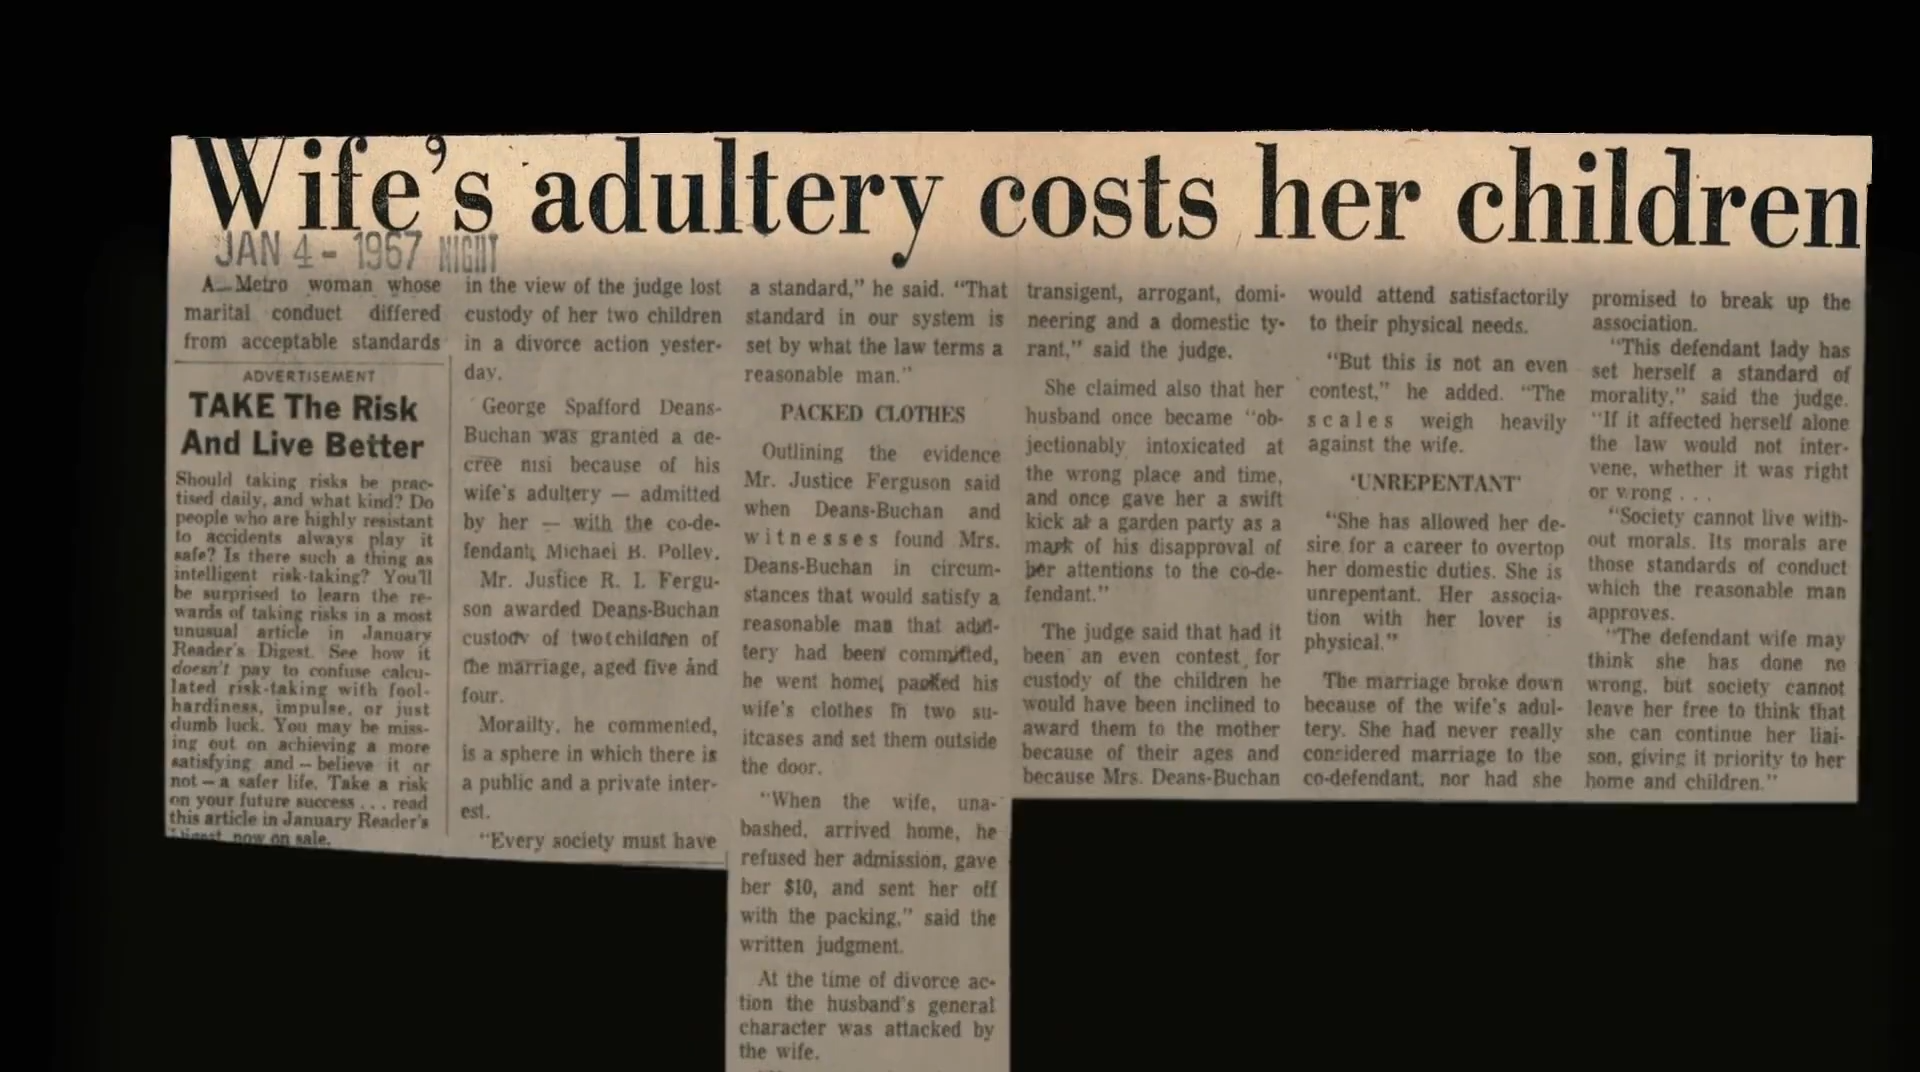 Wife's adultery costs her children
JAN 4 - 1967 NIGHT
A Metro woman whose
marital conduct differed
from acceptable standards
ADVERTISEMENT
TAKE The Risk
And Live Better
Should taking risks be prac-
tised daily, and what kind? Do
people who are highly resistant
to accidents always play it
safe? Is there such a thing as
intelligent risk-taking? You'll
be surprised to learn the re-
wards of taking risks in a most
unusual article in January
Reader's Digest. See how it
doesn't pay to confuse calcu-
lated risk-taking with fool-
hardiness, impulse, or just
dumb luck. You may be miss-
ing out on achieving a more
satisfying and — believe it or
not — a safer life. Take a risk
on your future success . . . read
this article in January Reader's
Digest, now on sale.
in the view of the judge lost
custody of her two children
in a divorce action yester-
day.
George Spafford Deans-
Buchan was granted a de-
cree nisi because of his
wife's adultery — admitted
by her — with the co-de-
fendant, Michael B. Polley.
Mr. Justice R. I. Fergu-
son awarded Deans-Buchan
custody of two children of
the marriage, aged five and
four.
Morailty, he commented,
is a sphere in which there is
a public and a private inter-
est.
"Every society must have
a standard," he said. "That
standard in our system is
set by what the law terms a
reasonable man."
PACKED CLOTHES
Outlining the evidence
Mr. Justice Ferguson said
when Deans-Buchan and
witnesses found Mrs.
Deans-Buchan in circum-
stances that would satisfy a
reasonable man that adul-
tery had been committed,
he went home, packed his
wife's clothes in two su-
itcases and set them outside
the door.
"When the wife, una-
bashed, arrived home, he
refused her admission, gave
her $10, and sent her off
with the packing," said the
written judgment.
At the time of divorce ac-
tion the husband's general
character was attacked by
the wife.
transigent, arrogant, domi-
neering and a domestic ty-
rant," said the judge.
She claimed also that her
husband once became "ob-
jectionably intoxicated at
the wrong place and time,
and once gave her a swift
kick at a garden party as a
mark of his disapproval of
her attentions to the co-de-
fendant."
The judge said that had it
been an even contest for
custody of the children he
would have been inclined to
award them to the mother
because of their ages and
because Mrs. Deans-Buchan
would attend satisfactorily
to their physical needs.
"But this is not an even
contest," he added. "The
scales weigh heavily
against the wife.
'UNREPENTANT'
"She has allowed her de-
sire for a career to overtop
her domestic duties. She is
unrepentant. Her associa-
tion with her lover is
physical."
The marriage broke down
because of the wife's adul-
tery. She had never really
considered marriage to the
co-defendant, nor had she
promised to break up the
association.
"This defendant lady has
set herself a standard of
morality," said the judge.
"If it affected herself alone
the law would not inter-
vene, whether it was right
or wrong . . .
"Society cannot live with-
out morals. Its morals are
those standards of conduct
which the reasonable man
approves.
"The defendant wife may
think she has done no
wrong, but society cannot
leave her free to think that
she can continue her liai-
son, giving it priority to her
home and children."